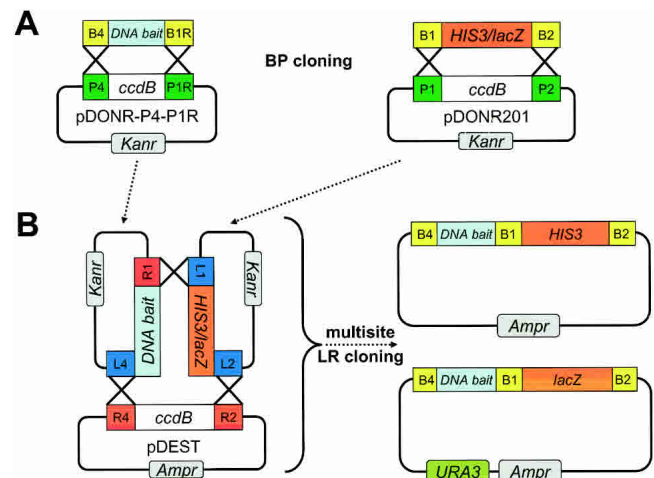 A
B4 DNA bait B1R
B1 HIS3/lacZ B2
BP cloning
P4 ccdB P1R
P1 ccdB P2
pDONR-P4-P1R
pDONR201
Kanr
Kanr
B
R1 L1
Kanr
DNA bait
HIS3/lacZ
Kanr
L4 L2
R4 ccdB R2
pDEST
Ampr
multisite
LR cloning
B4 DNA bait B1 HIS3 B2
Ampr
B4 DNA bait B1 lacZ B2
URA3 Ampr